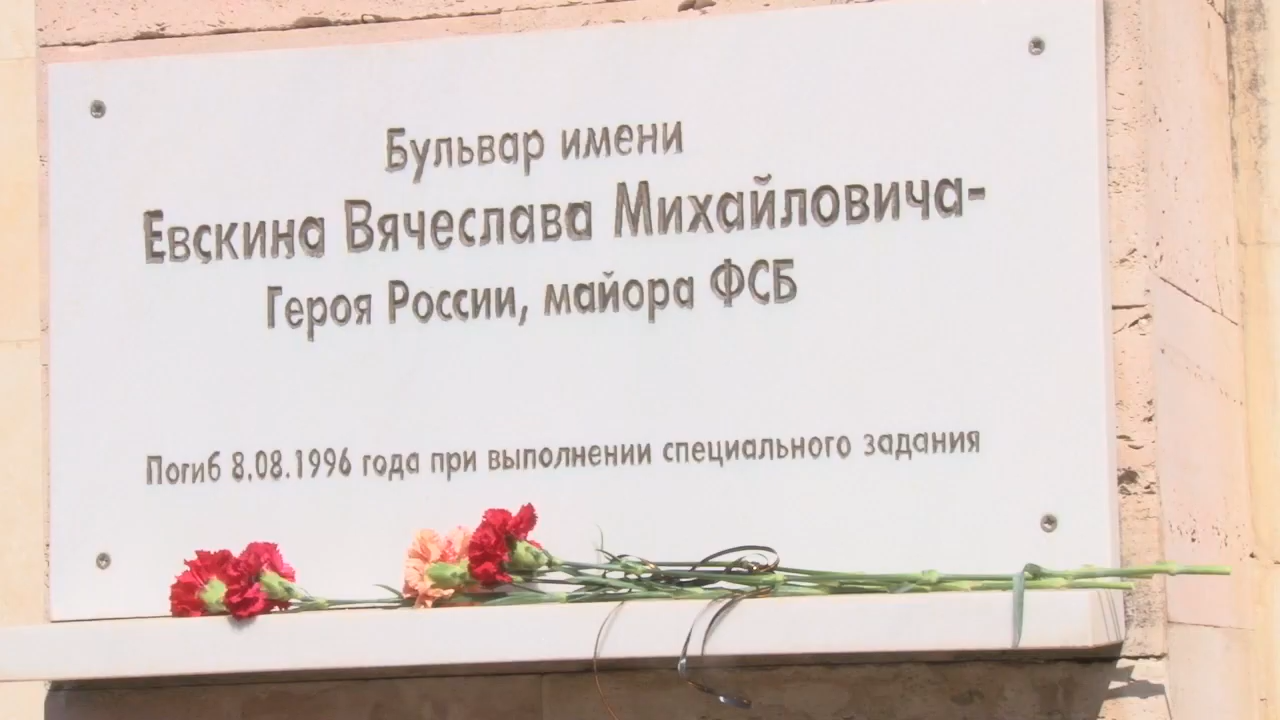 Бульвар имени
Евскина Вячеслава Михайловича-
Героя России, майора ФСБ
Погиб 8.08.1996 года при выполнении специального задания